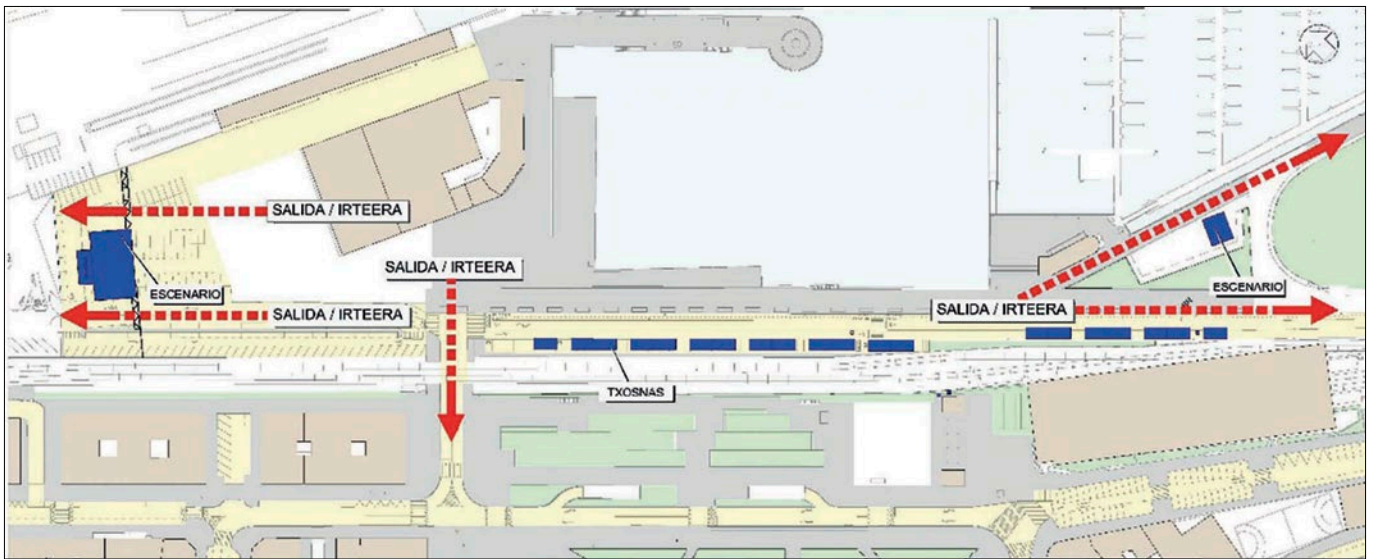 SALIDA / IRTEERA
SALIDA / IRTEERA
ESCENARIO
ESCENARIO
SALIDA / IRTEERA
SALIDA / IRTEERA
TXOSNAS